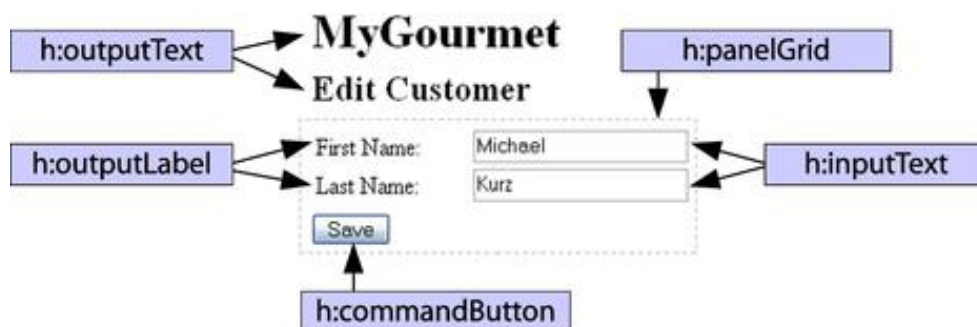 h:outputText
MyGourmet
h:panelGrid
Edit Customer
h:outputLabel
First Name:
Michael
h:inputText
Last Name:
Kurz
Save
h:commandButton